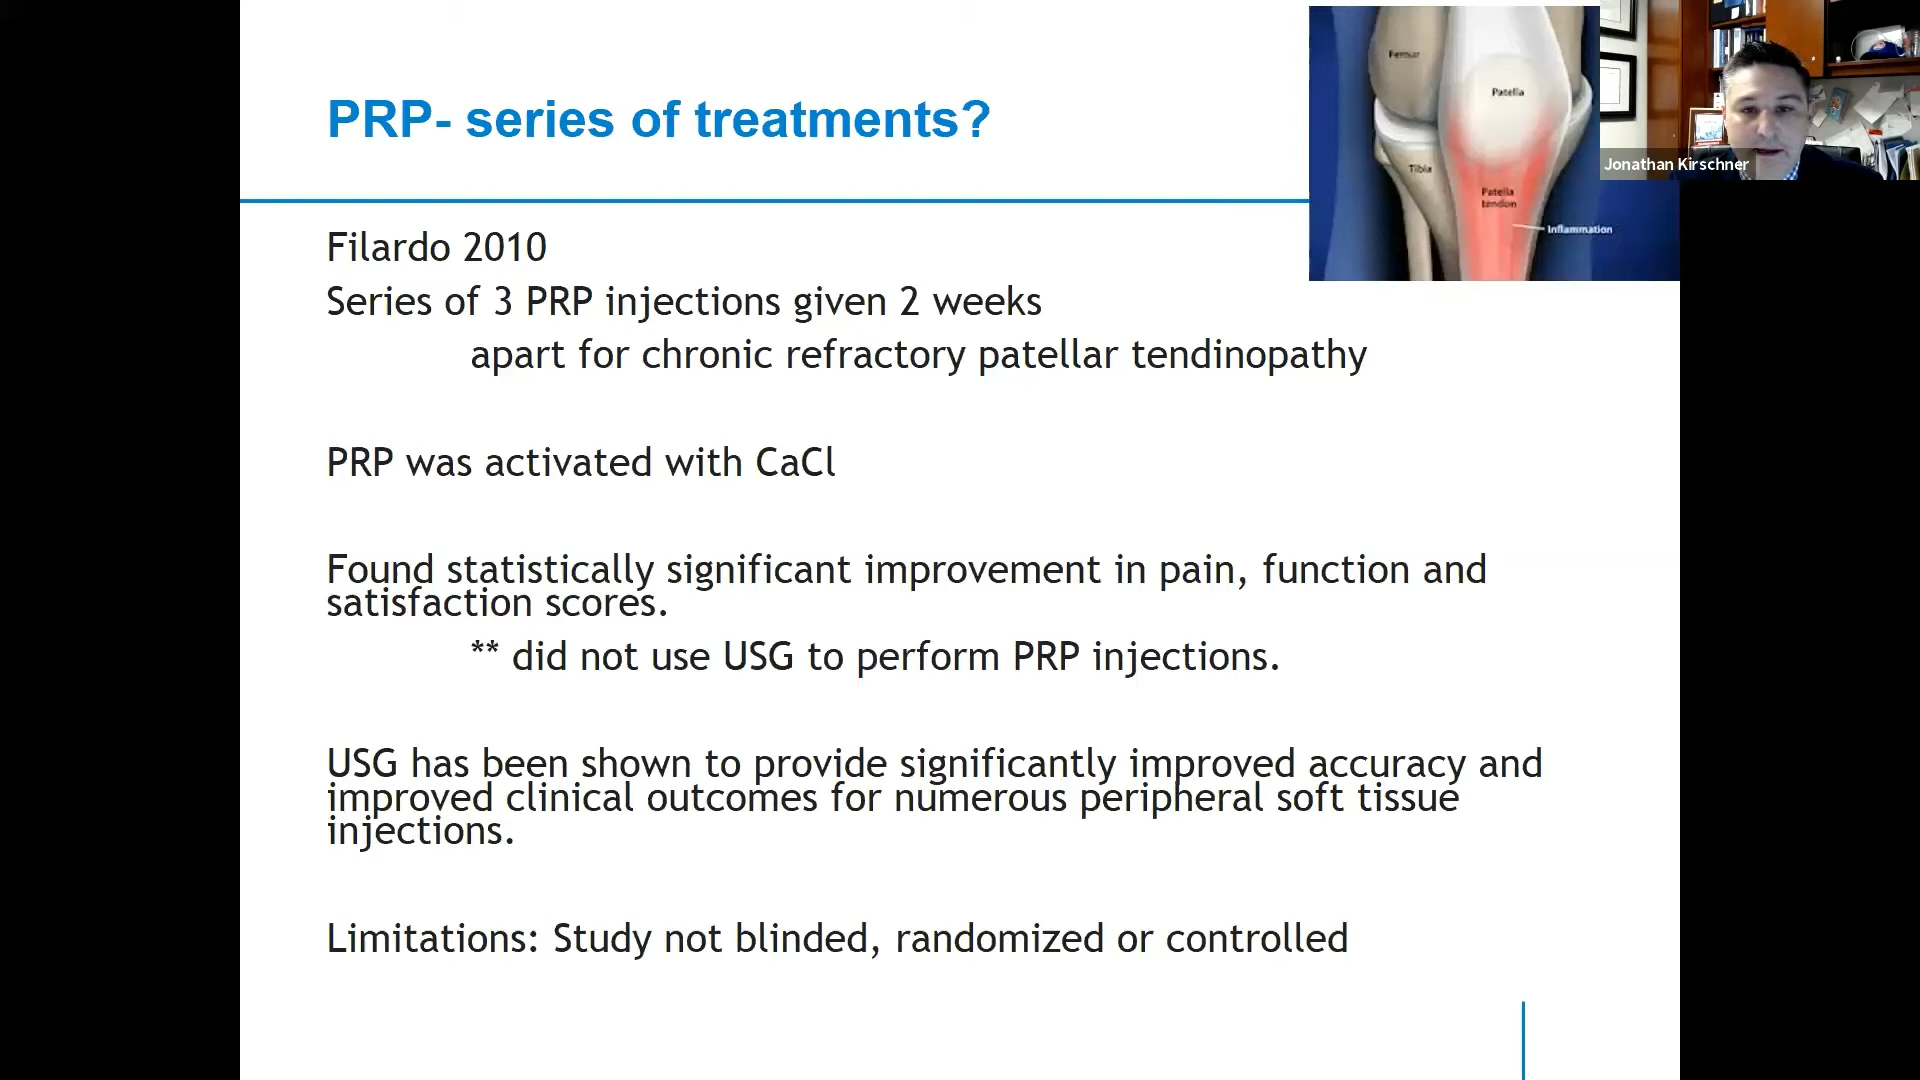 PRP- series of treatments?
Femur
Patella
Tibia
Patella
tendon
Inflammation
Jonathan Kirschner
Filardo 2010
Series of 3 PRP injections given 2 weeks
apart for chronic refractory patellar tendinopathy
PRP was activated with CaCl
Found statistically significant improvement in pain, function and
satisfaction scores.
** did not use USG to perform PRP injections.
USG has been shown to provide significantly improved accuracy and
improved clinical outcomes for numerous peripheral soft tissue
injections.
Limitations: Study not blinded, randomized or controlled